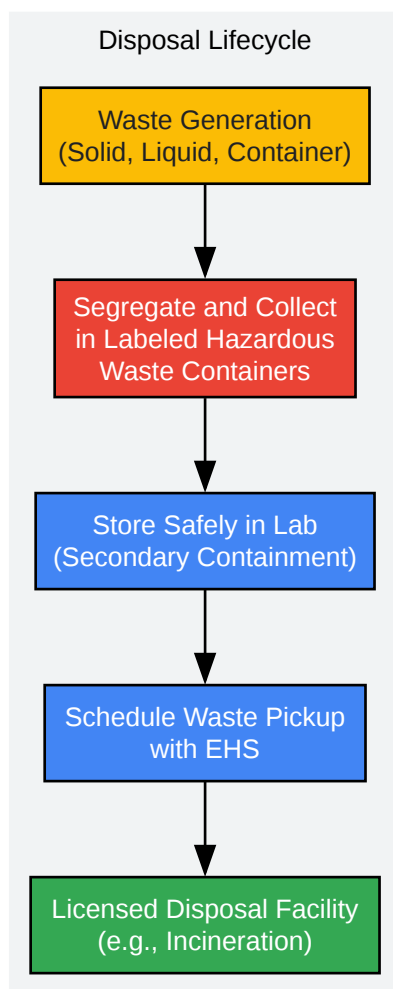 Disposal Lifecycle
Waste Generation
(Solid, Liquid, Container)
Segregate and Collect
in Labeled Hazardous
Waste Containers
Store Safely in Lab
(Secondary Containment)
Schedule Waste Pickup
with EHS
Licensed Disposal Facility
(e.g., Incineration)